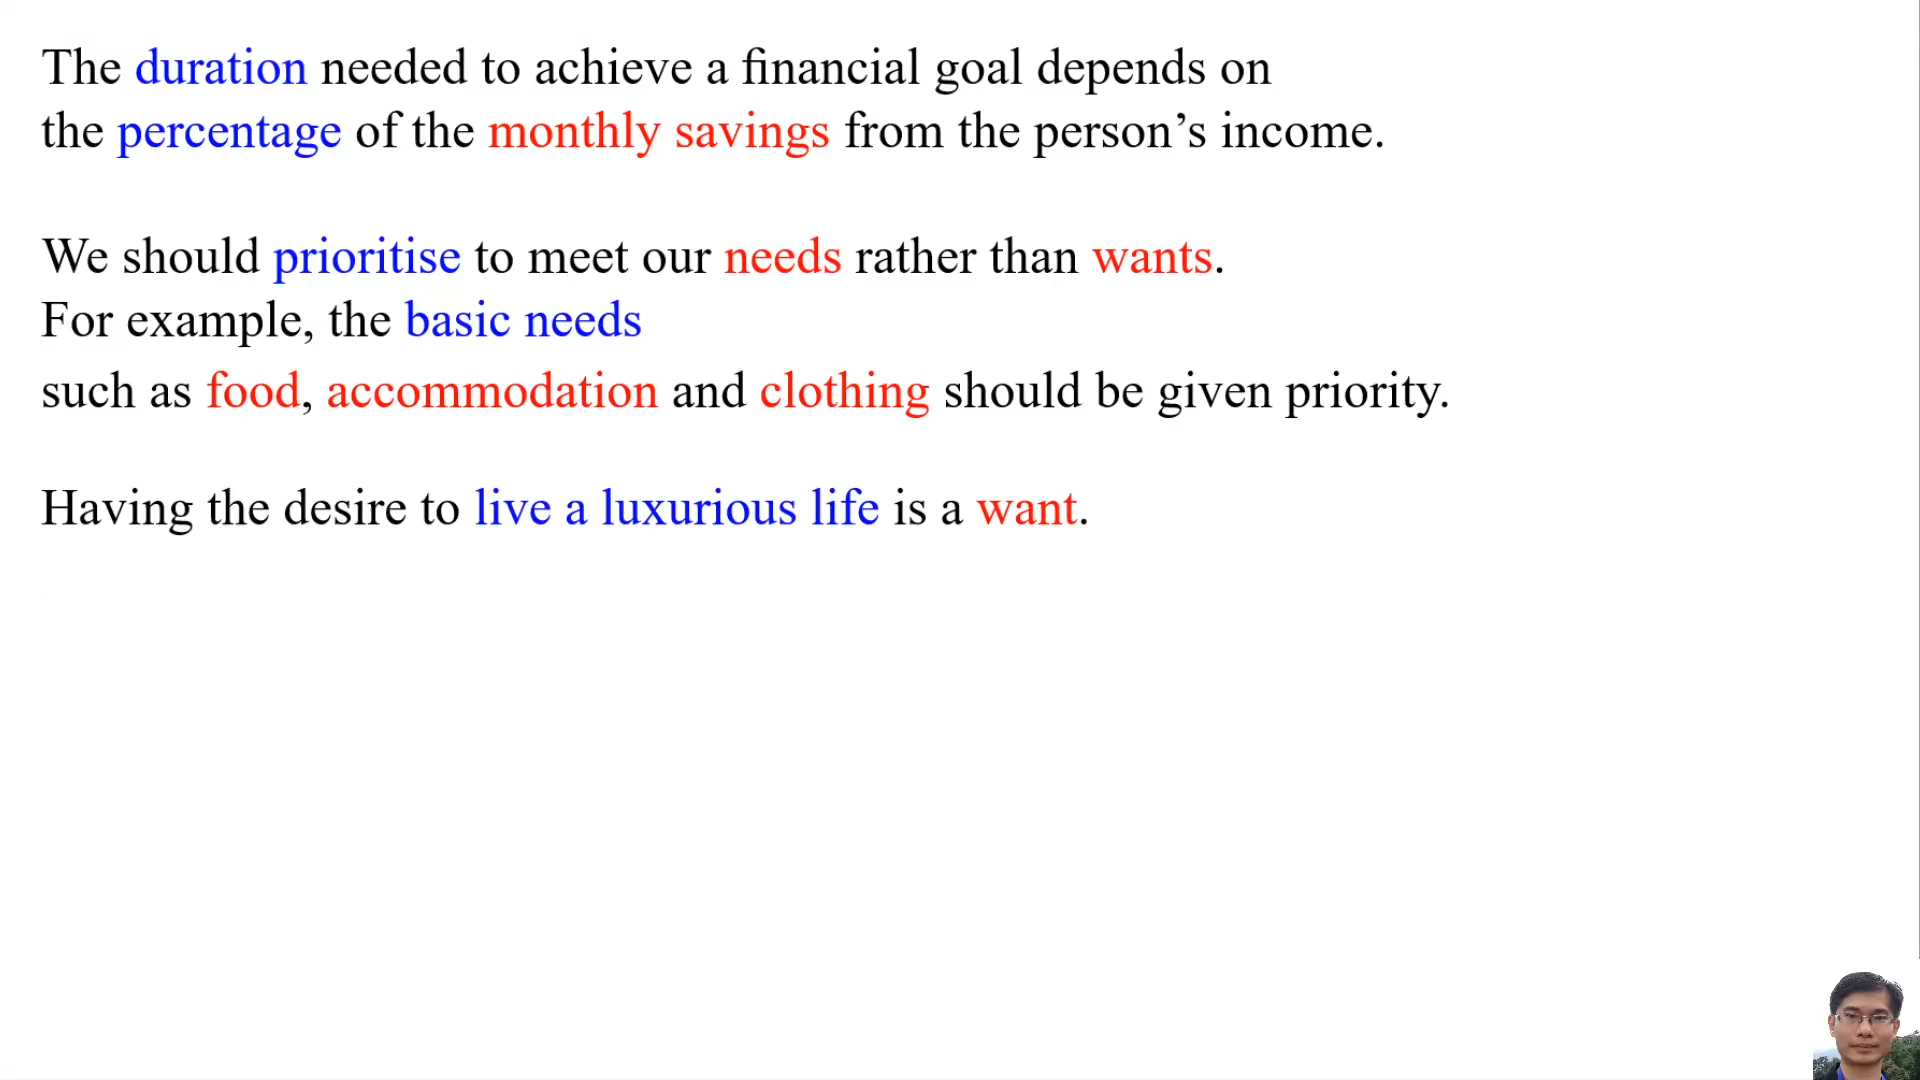 The duration needed to achieve a financial goal depends on
the percentage of the monthly savings from the person’s income.
We should prioritise to meet our needs rather than wants.
For example, the basic needs
such as food, accommodation and clothing should be given priority.
Having the desire to live a luxurious life is a want.